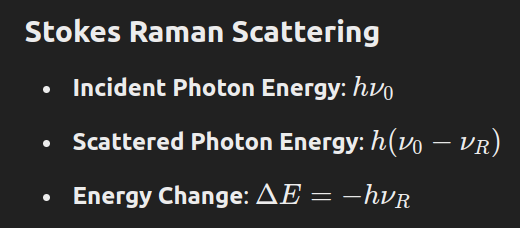 Stokes Raman Scattering
• Incident Photon Energy: hν₀
• Scattered Photon Energy: h(ν₀ − ν_R)
• Energy Change: ΔE = −hν_R